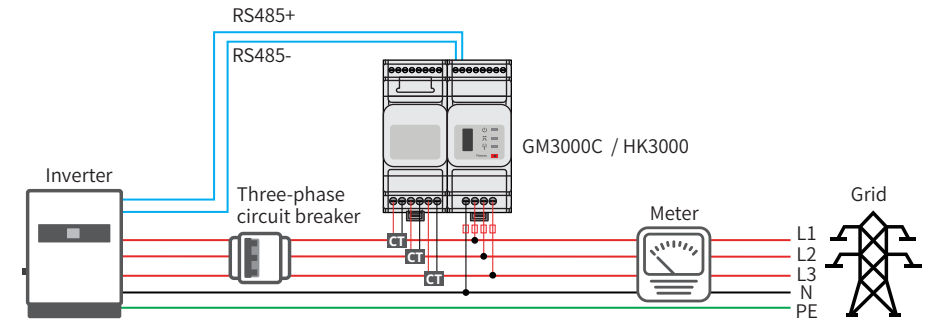 RS485+
RS485-
GM3000C / HK3000
Inverter
Three-phase
circuit breaker
Meter
Grid
CT
CT
CT
L1
L2
L3
N
PE